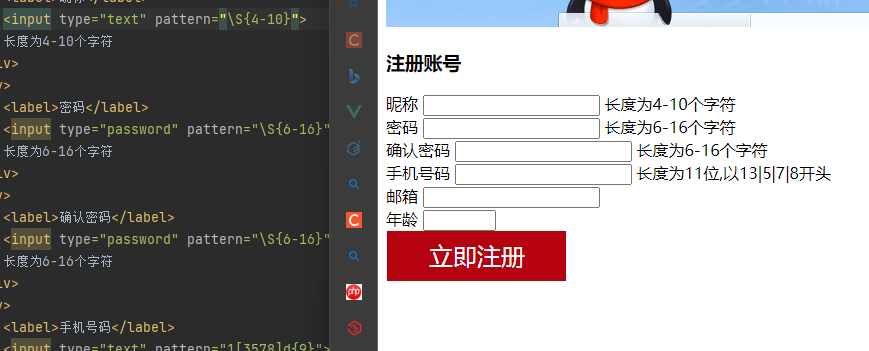 <label>昵称</label>
<input type="text" pattern="\S{4-10}">
长度为4-10个字符
iv>
v>
<label>密码</label>
<input type="password" pattern="\S{6-16}"
长度为6-16个字符
iv>
v>
<label>确认密码</label>
<input type="password" pattern="\S{6-16}"
长度为6-16个字符
iv>
v>
<label>手机号码</label>
<input type="text" pattern="1[3578]d{9}">
C
C
php
注册账号
昵称 长度为4-10个字符
密码 长度为6-16个字符
确认密码 长度为6-16个字符
手机号码 长度为11位,以13|5|7|8开头
邮箱
年龄
立即注册